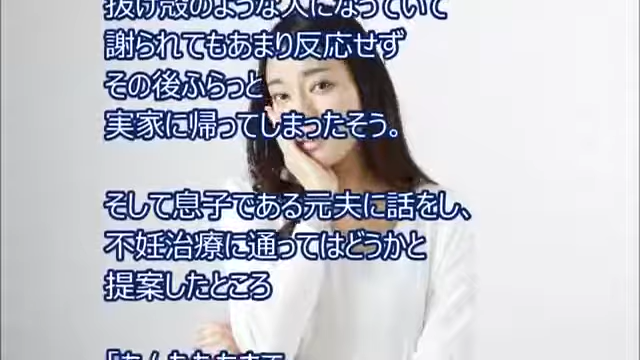 抜け殻のような人になっていて
謝られてもあまり反応せず
その後ふらっと
実家に帰ってしまったそう。
そして息子である元夫に話をし、
不妊治療に通ってはどうかと
提案したところ